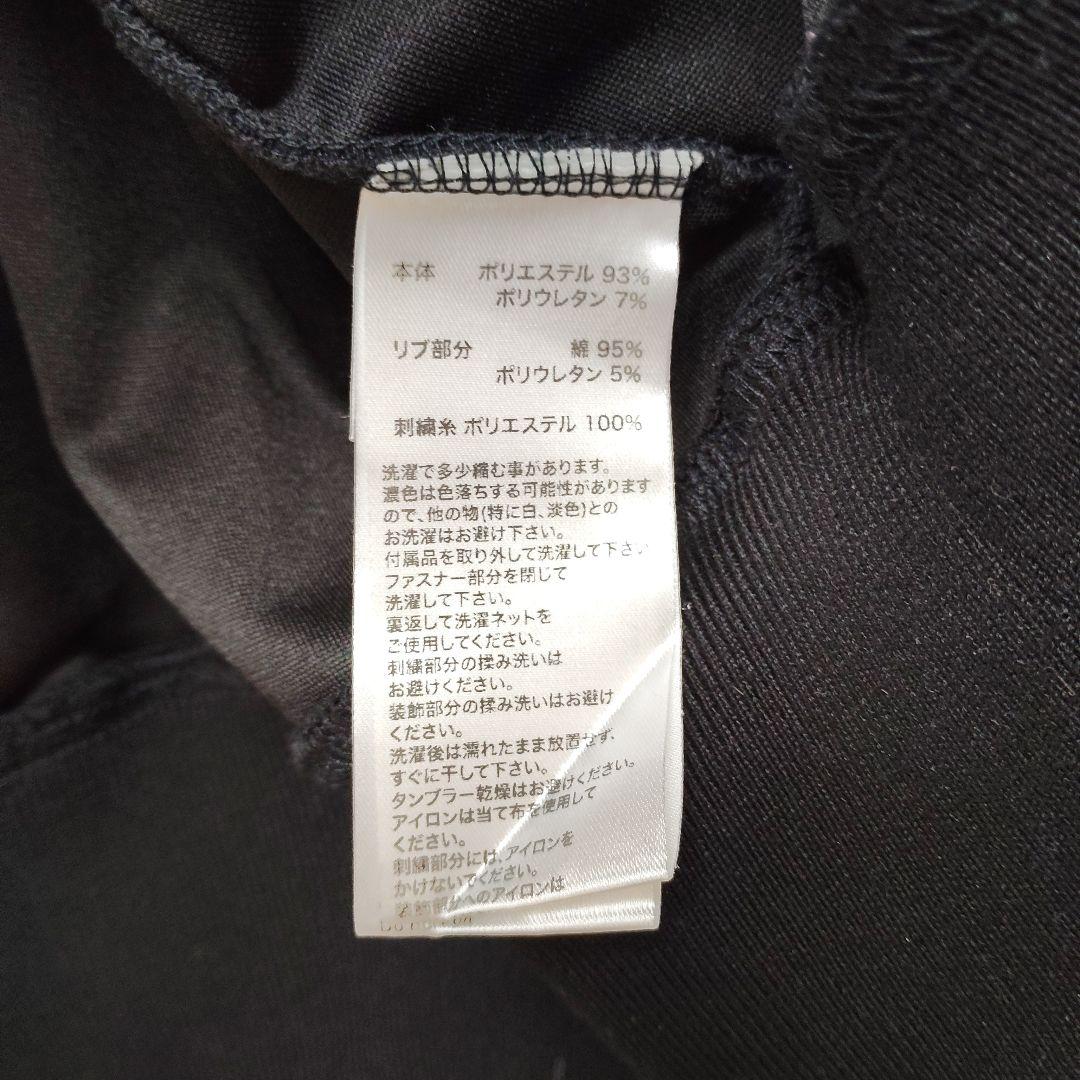 本体 ポリエステル 93%
ポリウレタン 7%
リブ部分 綿 95%
ポリウレタン 5%
刺繍糸 ポリエステル 100%
洗濯で多少縮む事があります。
濃色は色落ちする可能性があります
ので、他の物(特に白、淡色)との
お洗濯はお避け下さい。
付属品を取り外して洗濯して下さい
ファスナー部分を閉じて
洗濯して下さい。
裏返して洗濯ネットを
ご使用してください。
刺繍部分の揉み洗いは
お避けください。
装飾部分の揉み洗いはお避け
ください。
洗濯後は濡れたまま放置せず、
すぐに干して下さい。
タンブラー乾燥はお避けください。
アイロンは当て布を使用して
ください。
刺繍部分には、アイロンを
かけないでください。
装飾部分へのアイロンは